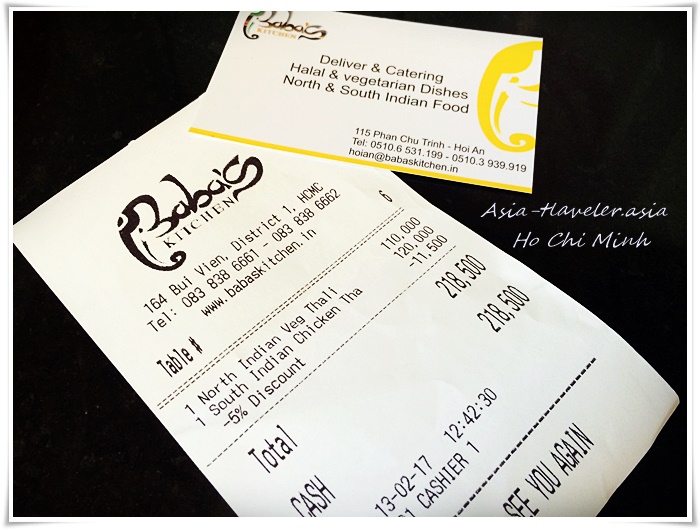 Baba's
KITCHEN
Deliver & Catering
Halal & vegetarian Dishes
North & South Indian Food
115 Phan Chu Trinh - Hoi An
Tel: 0510.6 531.199 - 0510.3 939.919
hoian@babaskitchen.in
Baba's
KITCHEN
164 Bui Vien, District 1, HCMC
Tel: 083 838 6661 - 083 838 6662
www.babaskitchen.in
Table # 6
1 North Indian Veg Thali 110,000
1 South Indian Chicken Tha 120,000
-5% Discount -11,500
Total 218,500
CASH 218,500
13-02-17 12:42:30
01 CASHIER 1
SEE YOU AGAIN
Asia-traveler.asia
Ho Chi Minh